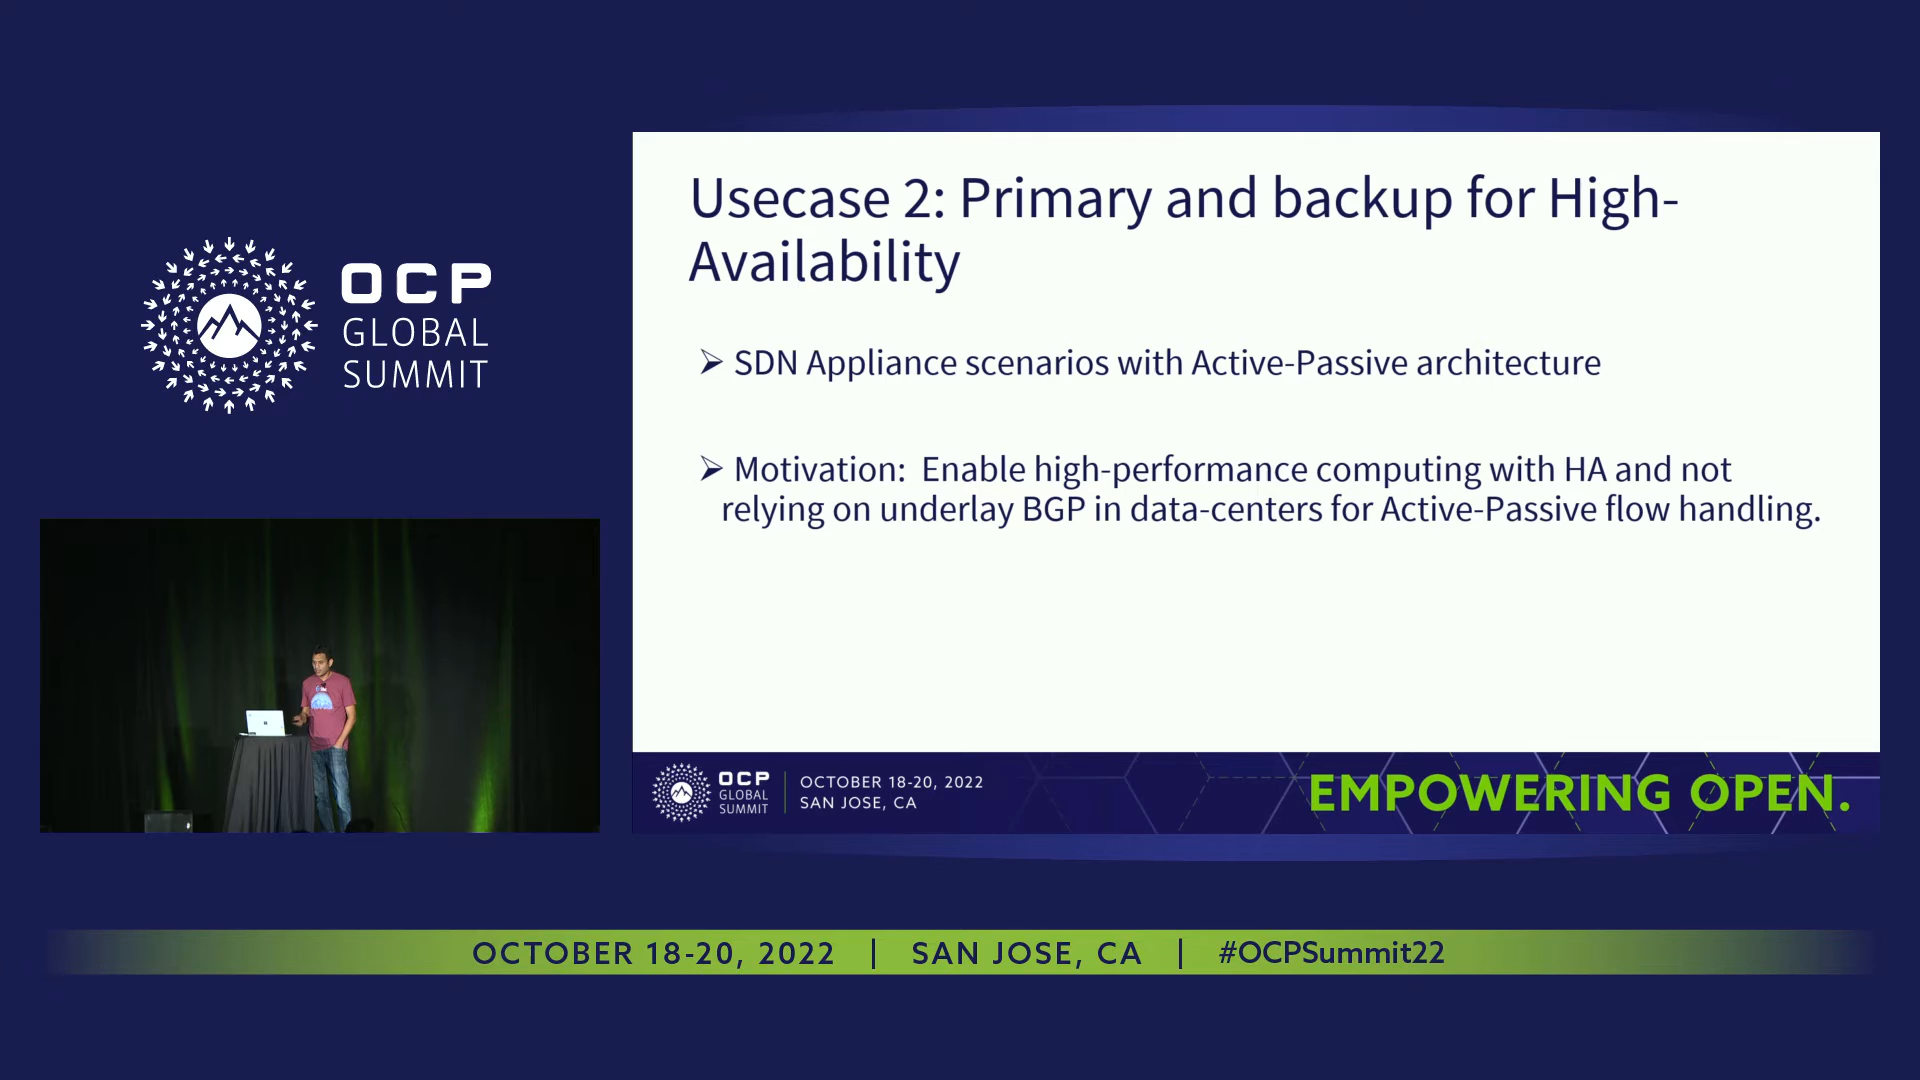 OCP
GLOBAL
SUMMIT
Usecase 2: Primary and backup for High-
Availability
➢ SDN Appliance scenarios with Active-Passive architecture
➢ Motivation:  Enable high-performance computing with HA and not
relying on underlay BGP in data-centers for Active-Passive flow handling.
OCP
GLOBAL
SUMMIT
OCTOBER 18-20, 2022
SAN JOSE, CA
EMPOWERING OPEN.
OCTOBER 18-20, 2022 | SAN JOSE, CA | #OCPSummit22